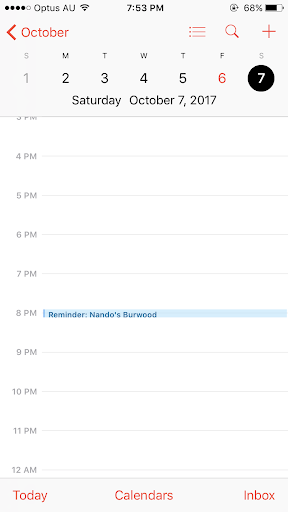 Optus AU 7:53 PM 68%
October
S M T W T F S
1 2 3 4 5 6 7
Saturday October 7, 2017
3 PM
4 PM
5 PM
6 PM
7 PM
8 PM Reminder: Nando's Burwood
9 PM
10 PM
11 PM
12 AM
Today Calendars Inbox